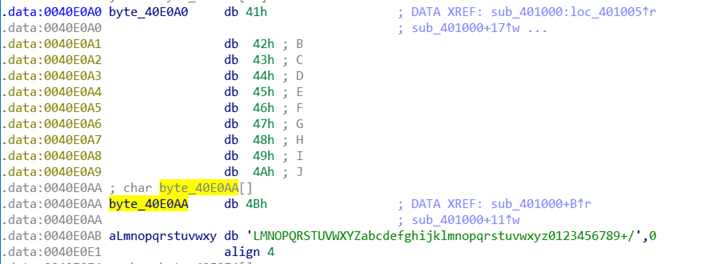 .data:0040E0A0 byte_40E0A0 db 41h ; DATA XREF: sub_401000:loc_401005↑r
.data:0040E0A0 ; sub_401000+17↑w ...
.data:0040E0A1 db 42h ; B
.data:0040E0A2 db 43h ; C
.data:0040E0A3 db 44h ; D
.data:0040E0A4 db 45h ; E
.data:0040E0A5 db 46h ; F
.data:0040E0A6 db 47h ; G
.data:0040E0A7 db 48h ; H
.data:0040E0A8 db 49h ; I
.data:0040E0A9 db 4Ah ; J
.data:0040E0AA ; char byte_40E0AA[]
.data:0040E0AA byte_40E0AA db 4Bh ; DATA XREF: sub_401000+B↑r
.data:0040E0AA ; sub_401000+11↑w
.data:0040E0AB aLmnopqrstuvwxy db 'LMNOPQRSTUVWXYZabcdefghijklmnopqrstuvwxyz0123456789+/',0
.data:0040E0E1 align 4